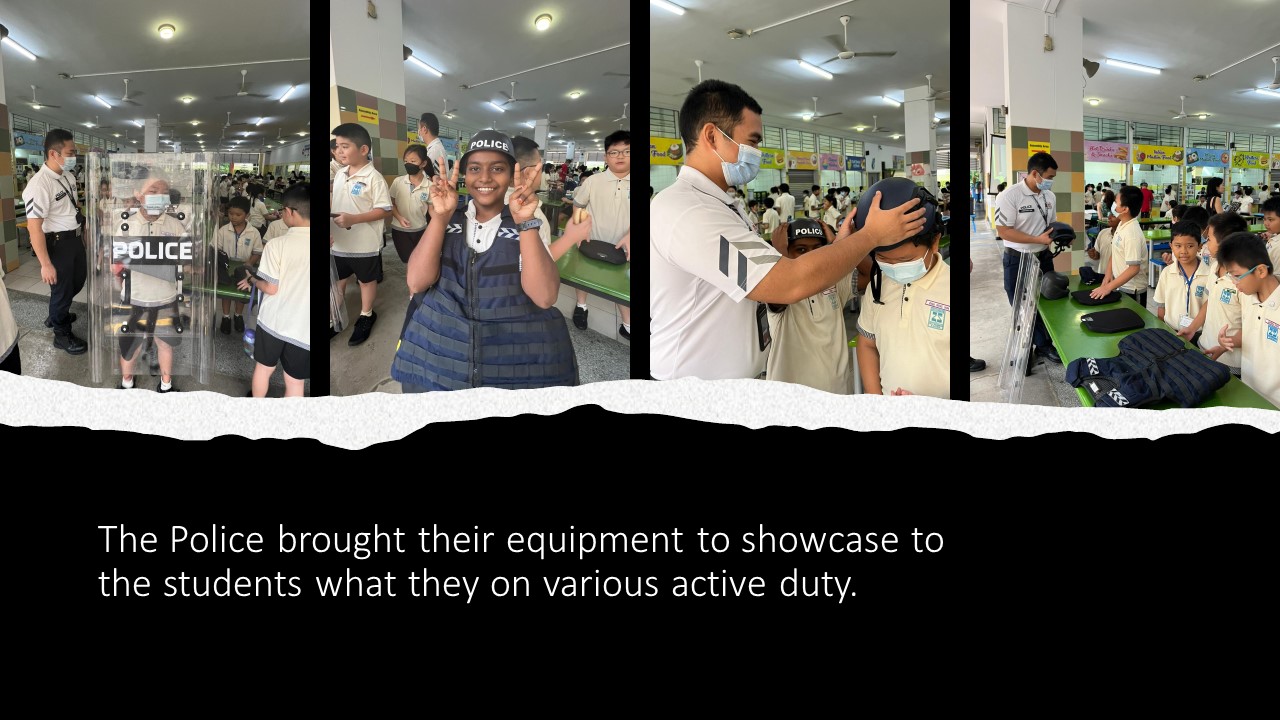 POLICE
POLICE
POLICE
The Police brought their equipment to showcase to
the students what they on various active duty.